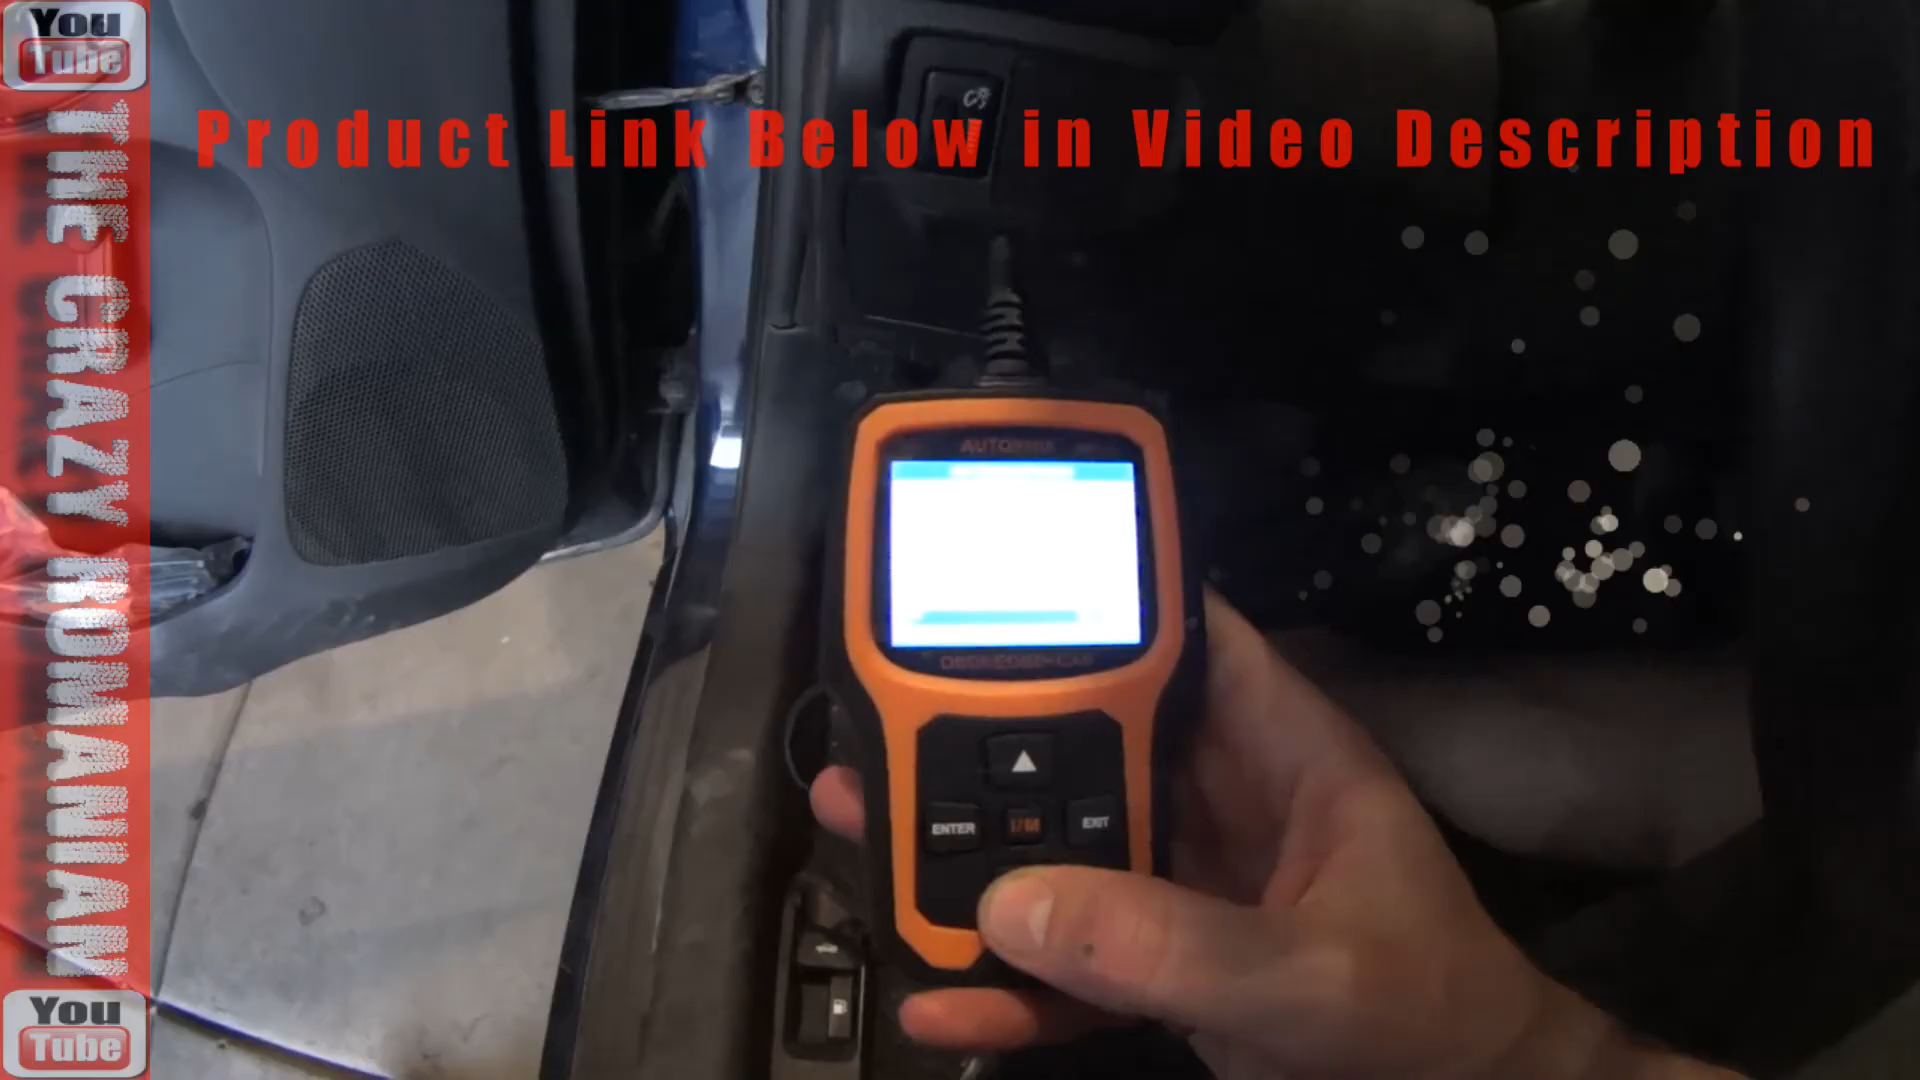 You
Tube
THE CRAZY ROMANIAN
Product Link Below in Video Description
ENTER
EXIT
You
Tube